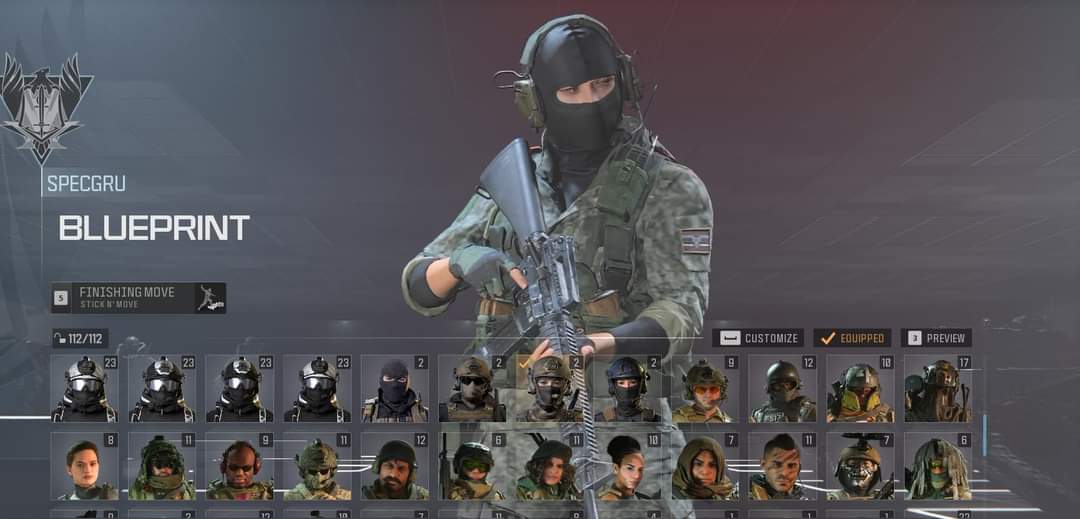 SPECGRU
BLUEPRINT
5 FINISHING MOVE
STICK N' MOVE
112/112
CUSTOMIZE
EQUIPPED
3 PREVIEW
23 23 23 23 2 2 2 2 9 12 10 17
8 11 9 11 12 6 11 10 7 11 7 6